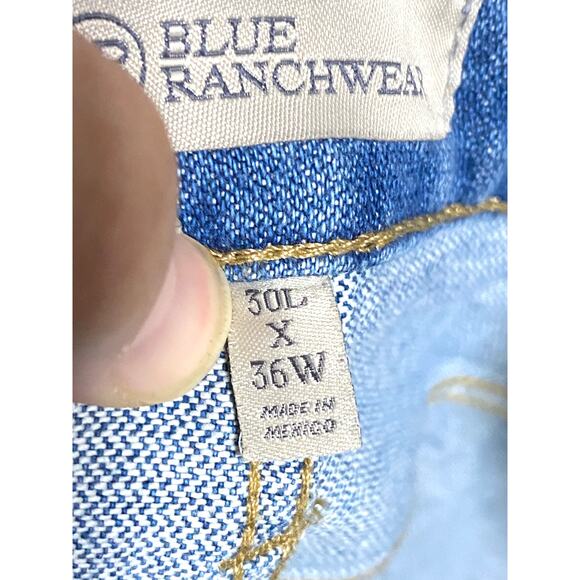 BLUE
RANCHWEAR
30L
X
36W
MADE IN
MEXICO